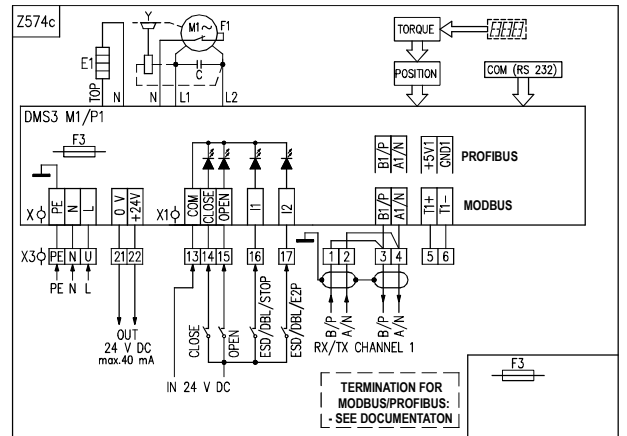 Z574c
Y
M1~
F1
E1
C
TOP
N
N
L1
L2
TORQUE
POSITION
COM (RS 232)
DMS3 M1/P1
F3
PROFIBUS
B1/P
A1/N
+5V1
GND1
MODBUS
X
PE
N
L
0 V
+24V
X1
COM
CLOSE
OPEN
I1
I2
B1/P
A1/N
T1+
T1-
X3
PE
N
U
21
22
13
14
15
16
17
1
2
3
4
5
6
PE N L
OUT
24 V DC
max.40 mA
CLOSE
OPEN
ESD/DBL/STOP
ESD/DBL/E2P
IN 24 V DC
B/P
A/N
B/P
A/N
RX/TX CHANNEL 1
TERMINATION FOR
MODBUS/PROFIBUS:
- SEE DOCUMENTATON
F3